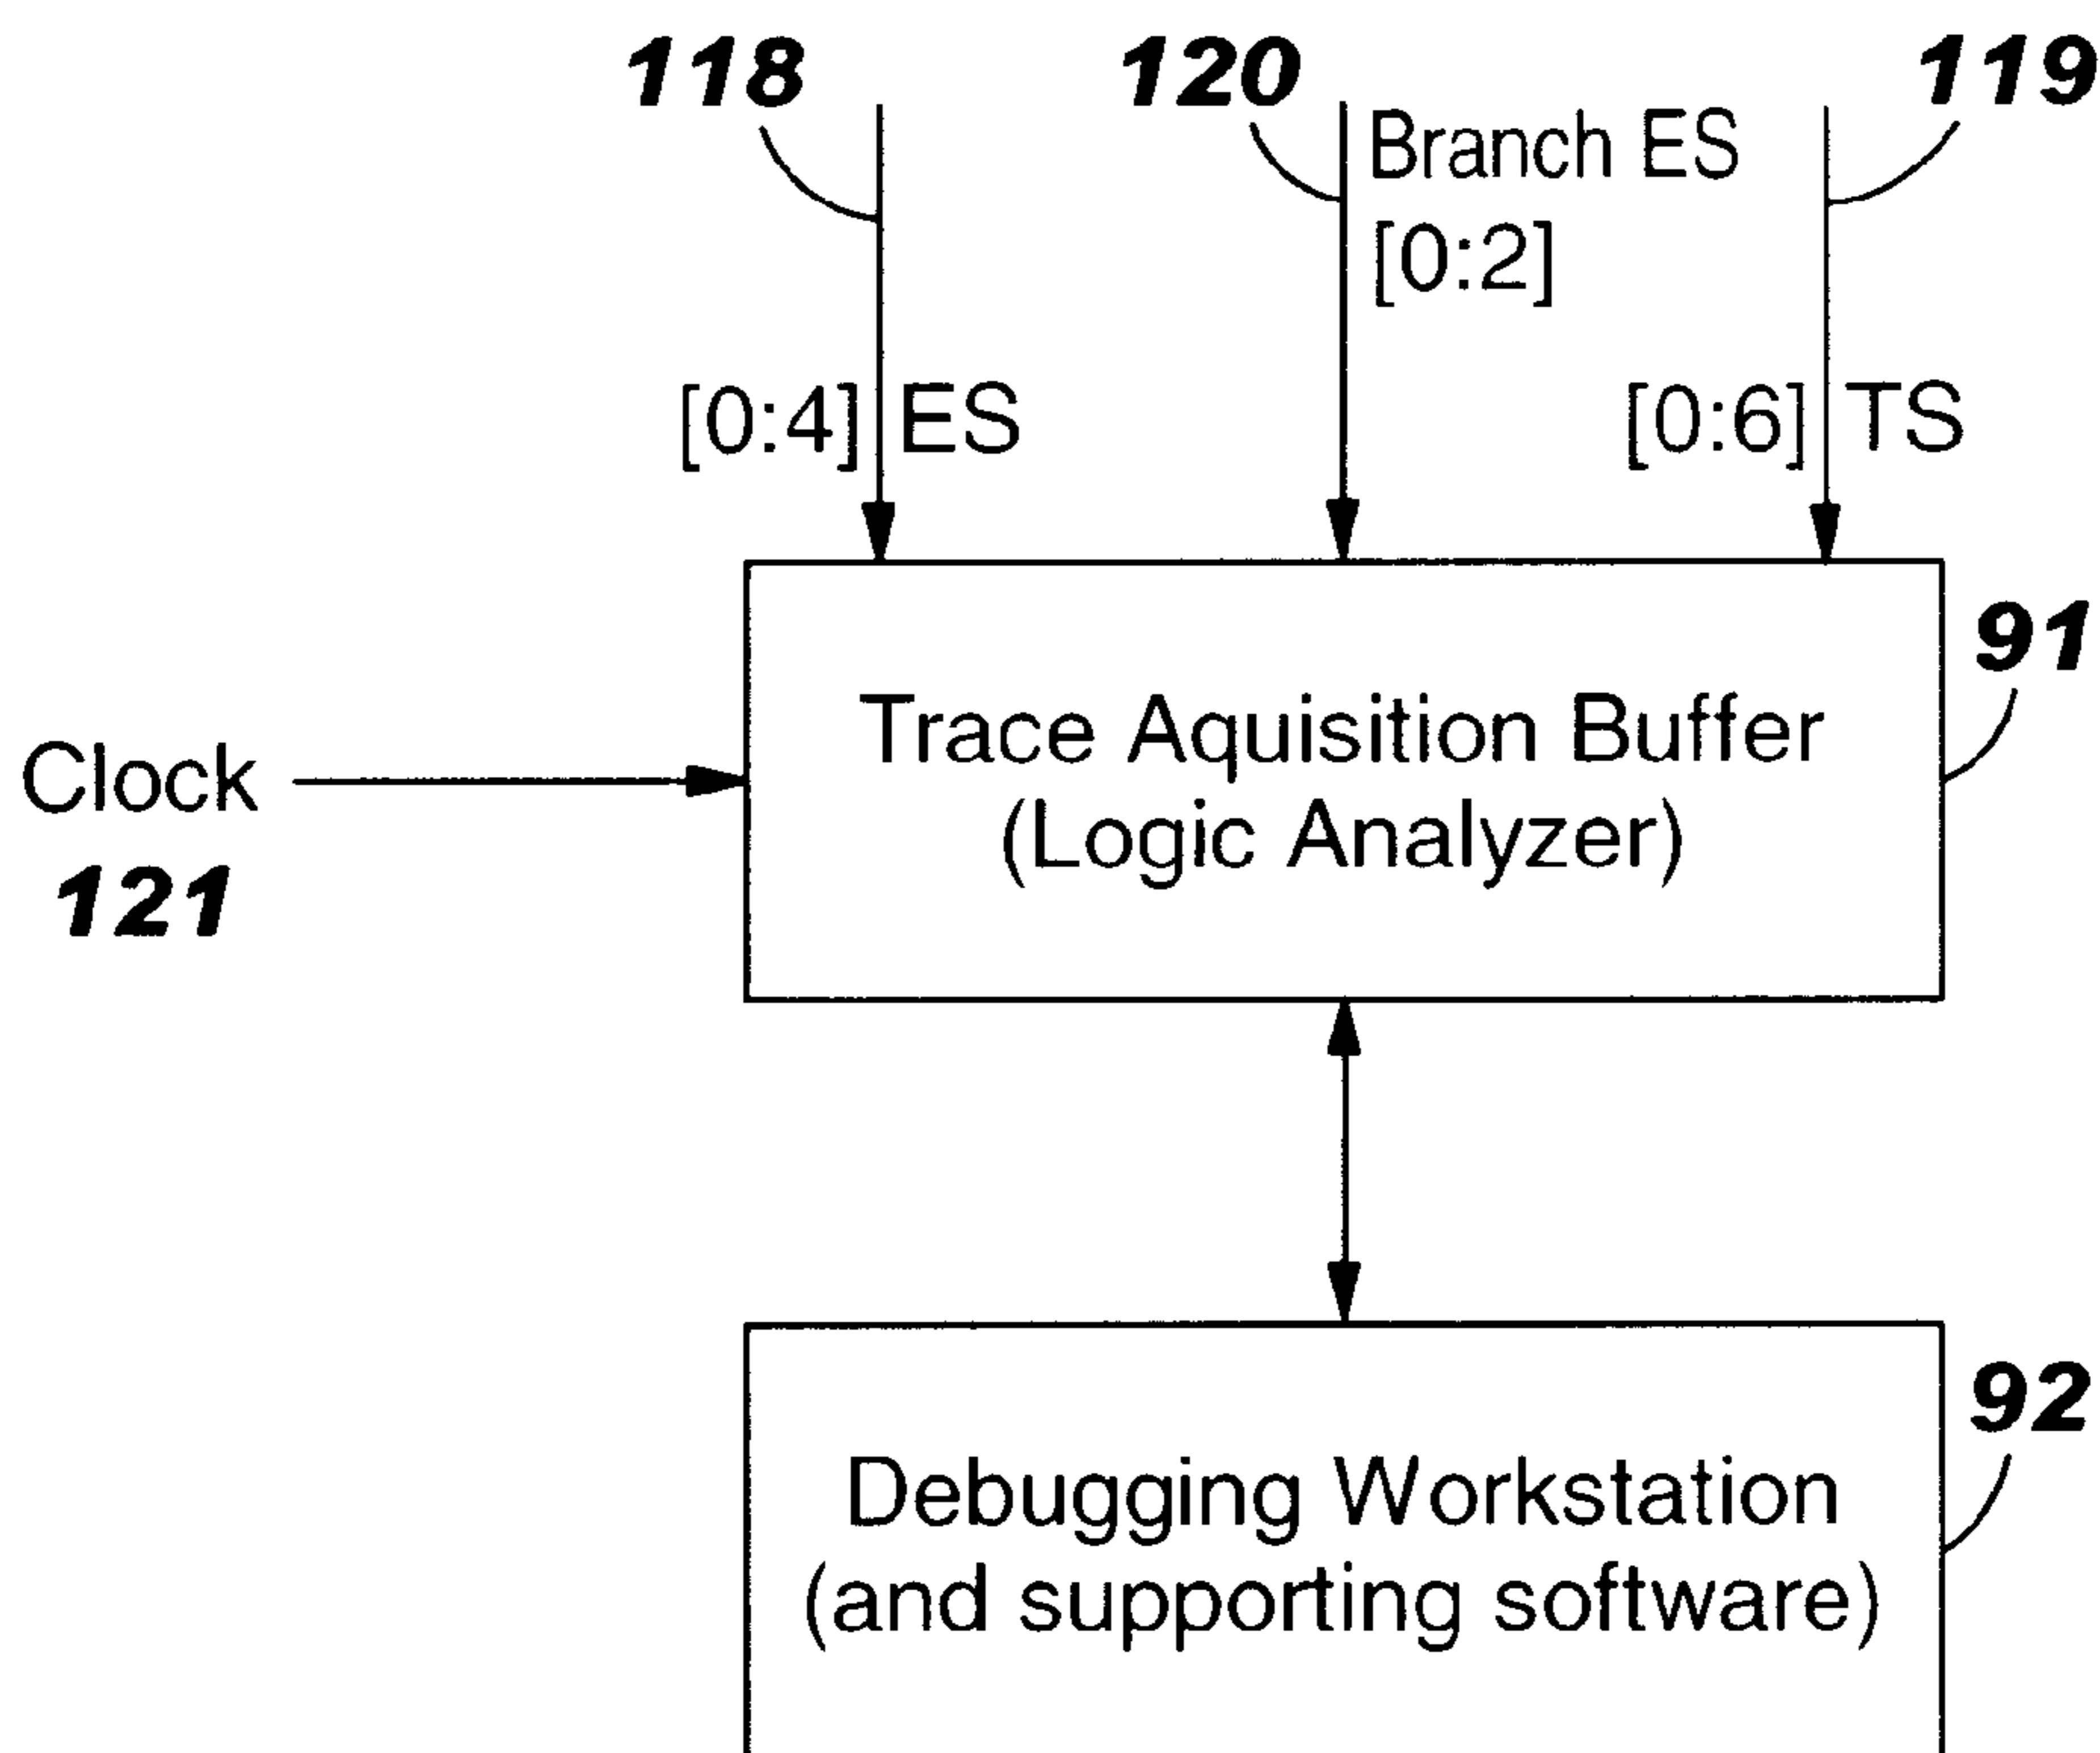 118
120
119
Branch ES
[0:2]
[0:4] ES
[0:6] TS
91
Trace Aquisition Buffer
(Logic Analyzer)
Clock
121
92
Debugging Workstation
(and supporting software)